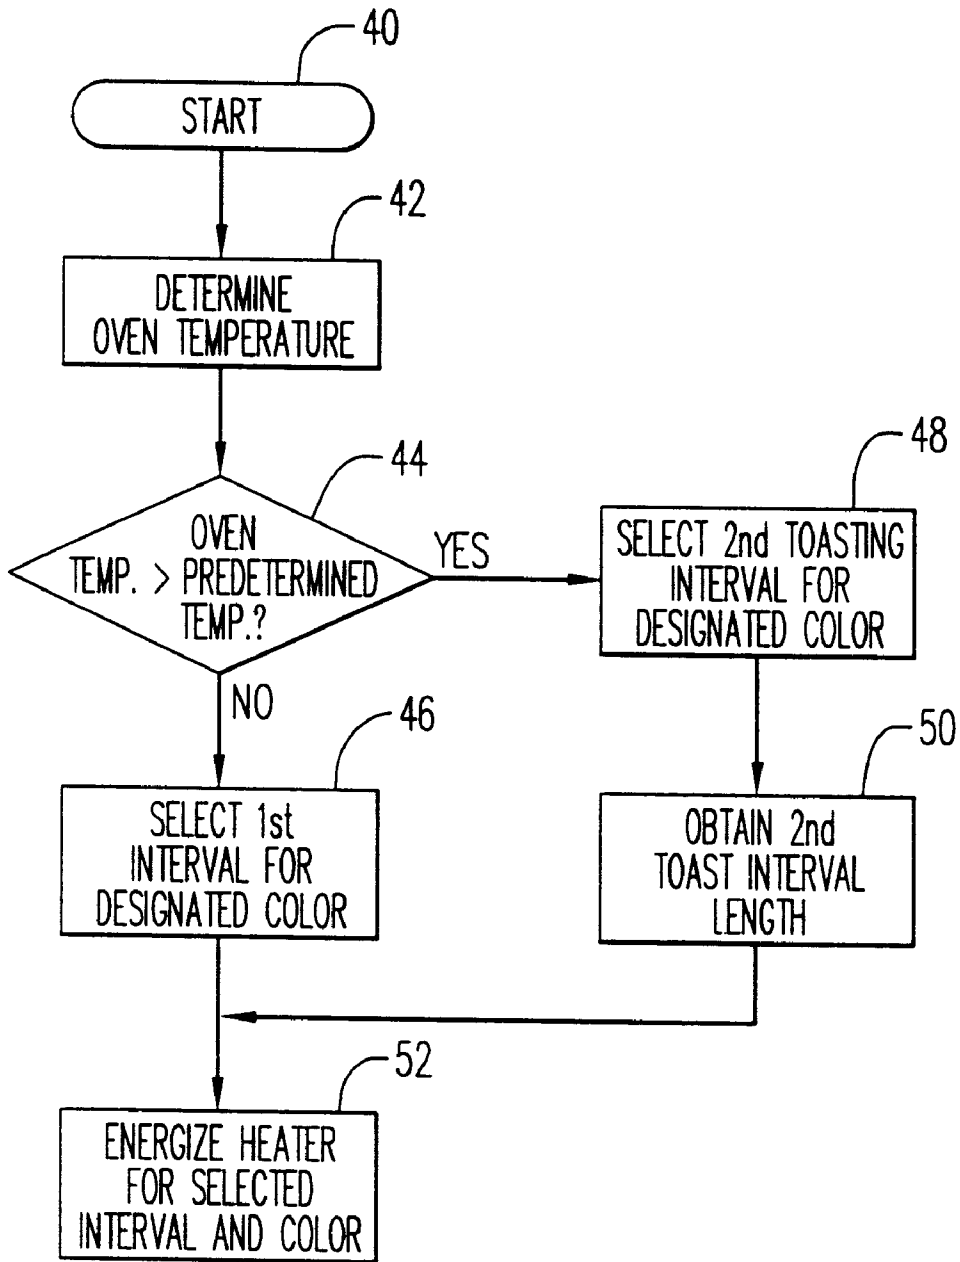 40
START
42
DETERMINE
OVEN TEMPERATURE
44
OVEN
TEMP. > PREDETERMINED
TEMP.?
YES
NO
48
SELECT 2nd TOASTING
INTERVAL FOR
DESIGNATED COLOR
46
SELECT 1st
INTERVAL FOR
DESIGNATED COLOR
50
OBTAIN 2nd
TOAST INTERVAL
LENGTH
52
ENERGIZE HEATER
FOR SELECTED
INTERVAL AND COLOR